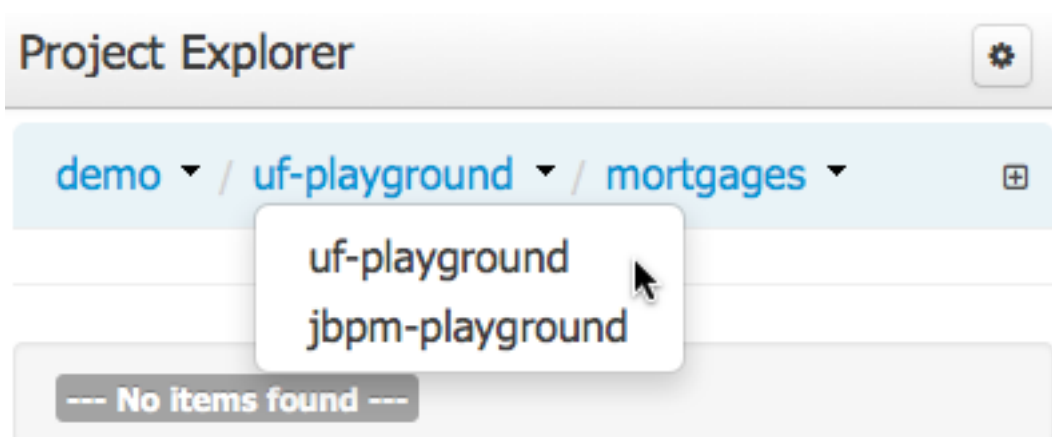 Project Explorer
demo / uf-playground / mortgages
uf-playground
jbpm-playground
--- No items found ---